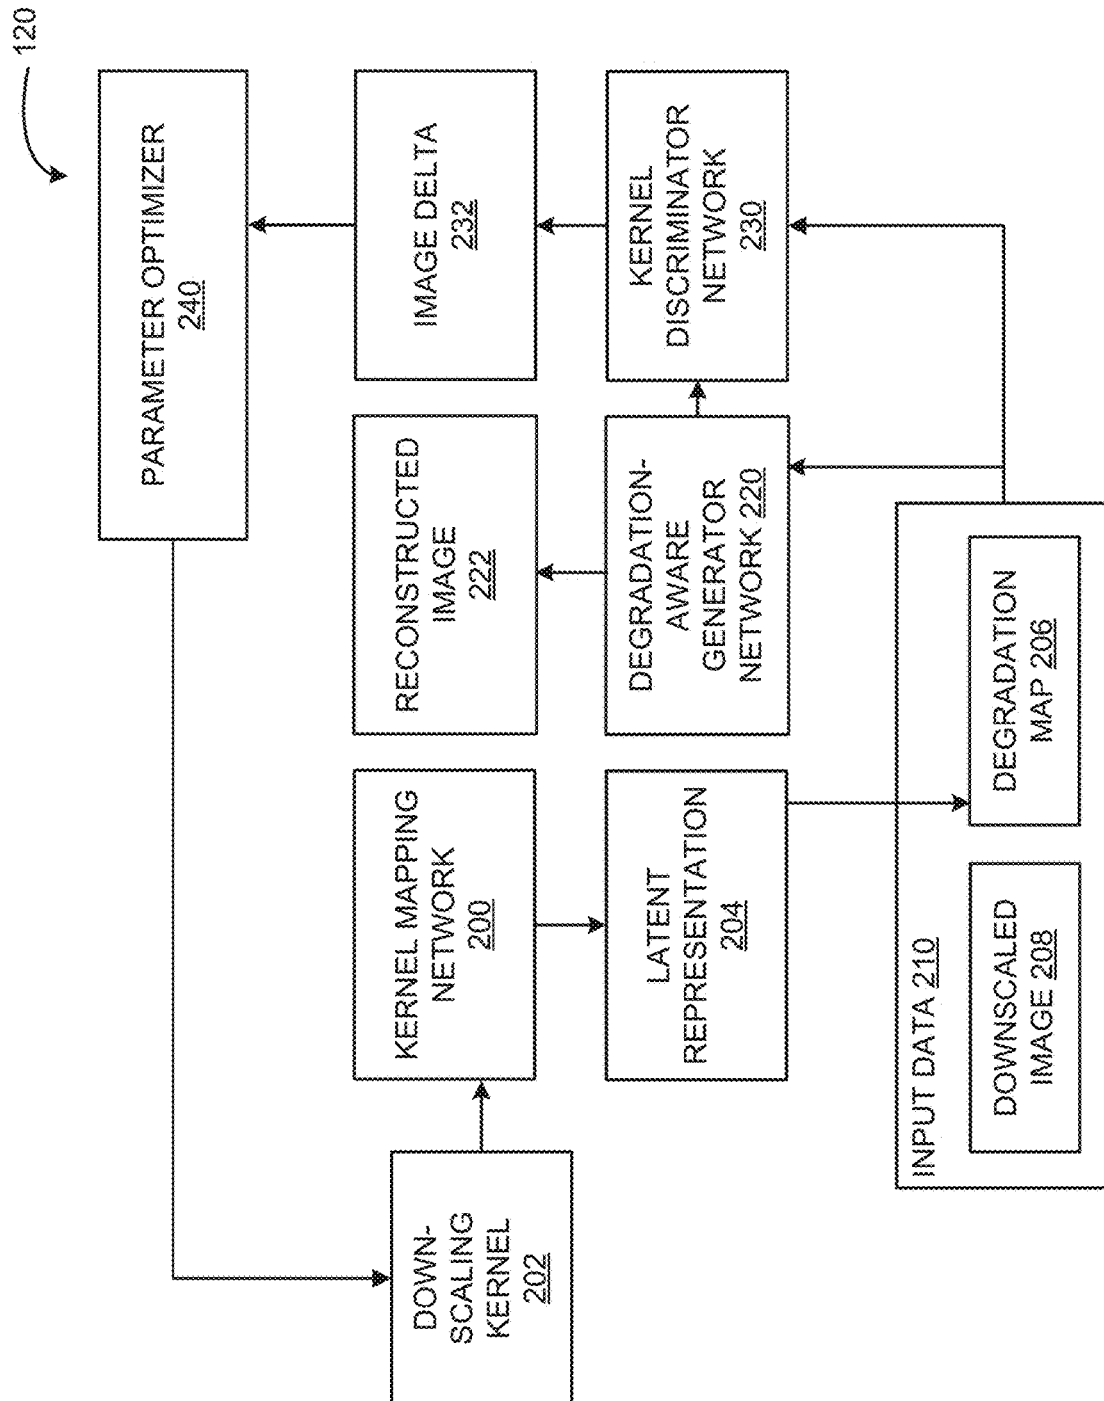 120
PARAMETER OPTIMIZER
240
DOWN-
SCALING
KERNEL
202
KERNEL MAPPING
NETWORK
200
RECONSTRUCTED
IMAGE
222
IMAGE DELTA
232
LATENT
REPRESENTATION
204
DEGRADATION-
AWARE
GENERATOR
NETWORK 220
KERNEL
DISCRIMINATOR
NETWORK
230
INPUT DATA 210
DOWNSCALED
IMAGE 208
DEGRADATION
MAP 206